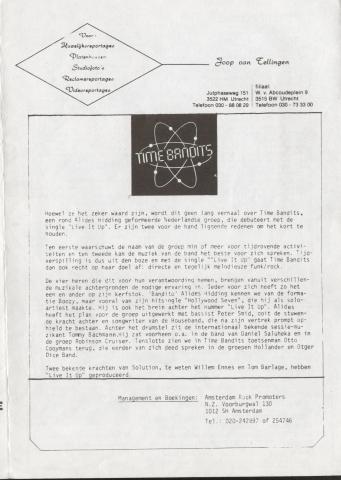 Voor:
Huwelijksreportages
Platenhoezen
Studiofoto's
Reclamereportages
Videoreportages
Joop van Tellingen
Jutphaseweg 151
3522 HM Utrecht
Telefoon 030 - 88 08 29
filiaal
W. v. Abcoudeplein 9
3515 BW Utrecht
Telefoon 030 - 73 33 00
TIME BANDITS
Hoewel ze het zeker waard zijn, wordt dit geen lang verhaal over Time Bandits,
een rond Alides Hidding geformeerde Nederlandse groep, die debuteert met de
single "Live It Up". Er zijn twee voor de hand liggende redenen om het kort te
houden.
Ten eerste waarschuwt de naam van de groep min of meer voor tijdrovende activi-
teiten en ten tweede kan de muziek van de band het beste voor zich spreken. Tijd-
verspilling is dus uit den boze en met de single "Live It Up" gaat Time Bandits
dan ook recht op haar doel af: directe en tegelijk melodieuze funk/rock.
De vier heren die dit voor hun verantwoording nemen, brengen vanuit verschillen-
de muzikale achtergronden de nodige ervaring in. Ieder voor zich heeft zo het
een en ander op zijn kerfstok. 'Bandita' Alides Hidding kennen we van de forma-
tie Boozy, maar vooral van zijn hitsingle "Hollywood Seven", die hij als solo-
artiest maakte. Hij is ook het brein achter het nummer "Live It Up". Alides
heeft het plan voor de groep uitgewerkt met bassist Peter Smid, ooit de stuwen-
de kracht achter en songwriter van de Houseband, die na zijn vertrek prompt op-
hield te bestaan. Achter het drumstel zit de internationaal bekende sessie-mu-
zikant Tommy Bachmann. Hij zat voorheen o.a. in de band van Daniel Sahuleka en in
de groep Robinson Cruiser. Tenslotte zien we in Time Bandits toetsenman Otto
Cooymans terug, die eerder van zich deed spreken in de groepen Hollander en Otger
Dice Band.
Twee bekende krachten van Solution, te weten Willem Ennes en Tom Barlage, hebben
"Live It Up" geproduceerd.
Management en Boekingen: Amsterdam Rock Promoters
N.Z. Voorburgwal 130
1012 SH Amsterdam
Tel.: 020-242897 of 254746